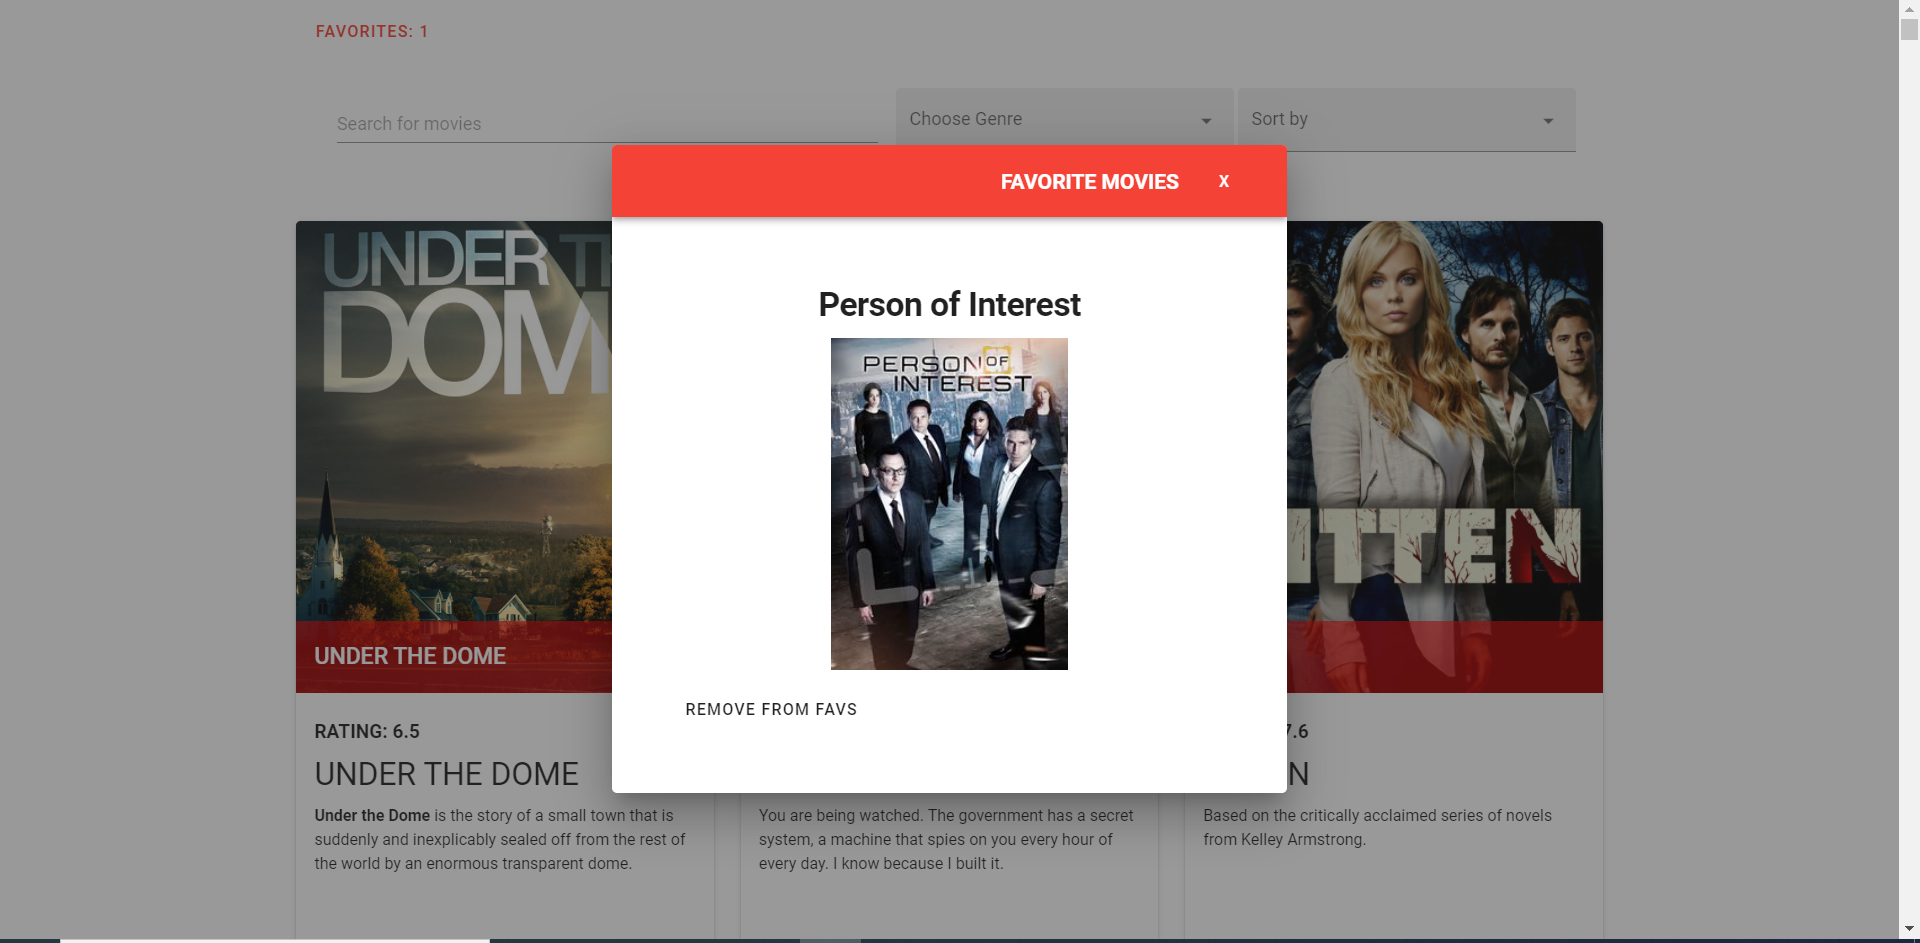 FAVORITES: 1
Search for movies
Choose Genre
Sort by
FAVORITE MOVIES X
UNDER T
DOM
Person of Interest
PERSON OF
INTEREST
ITTEN
UNDER THE DOME
REMOVE FROM FAVS
RATING: 6.5
7.6
UNDER THE DOME
N
Under the Dome is the story of a small town that is
suddenly and inexplicably sealed off from the rest of
the world by an enormous transparent dome.
You are being watched. The government has a secret
system, a machine that spies on you every hour of
every day. I know because I built it.
Based on the critically acclaimed series of novels
from Kelley Armstrong.